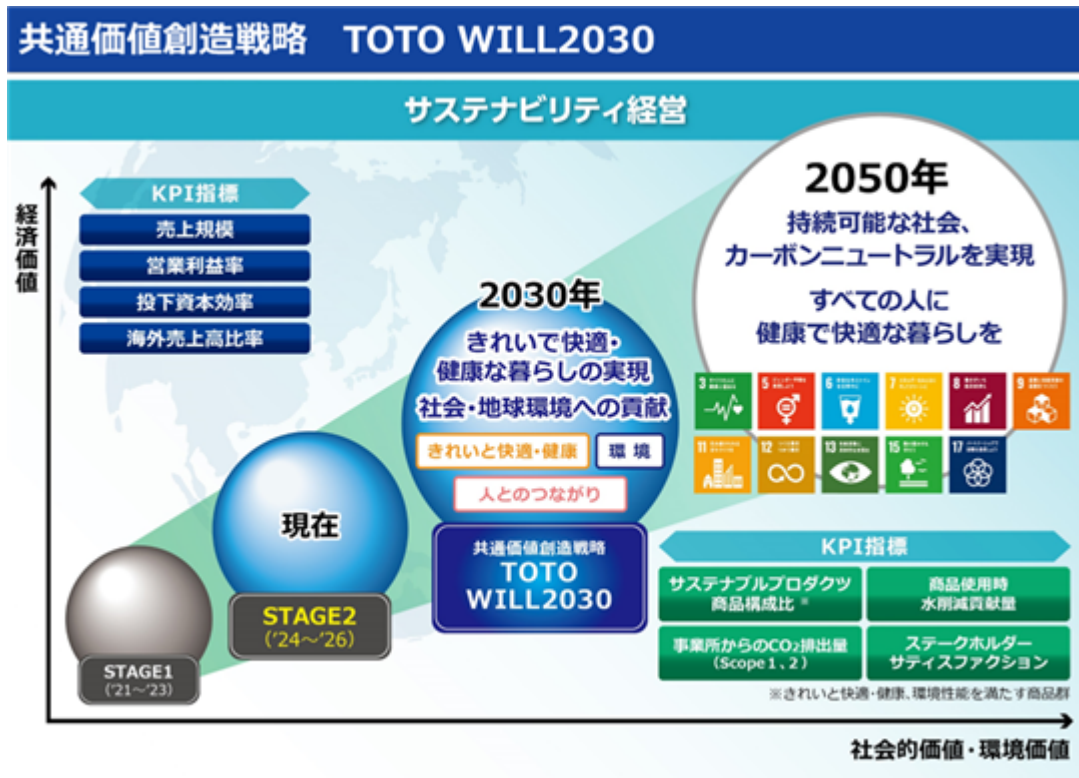 共通価値創造戦略 TOTO WILL2030
サステナビリティ経営
経済価値
KPI指標
売上規模
営業利益率
投下資本効率
海外売上高比率
2050年
持続可能な社会、
カーボンニュートラルを実現
すべての人に
健康で快適な暮らしを
3
5
6
7
8
9
11
12
13
15
17
2030年
きれいで快適・
健康な暮らしの実現
社会・地球環境への貢献
きれいと快適・健康
環境
人とのつながり
共通価値創造戦略
TOTO
WILL2030
現在
STAGE2
('24～'26)
STAGE1
('21～'23)
KPI指標
サステナブルプロダクツ
商品構成比※
商品使用時
水削減貢献量
事業所からのCO₂排出量
(Scope1、2)
ステークホルダー
サティスファクション
※きれいと快適・健康、環境性能を満たす商品群
社会的価値・環境価値